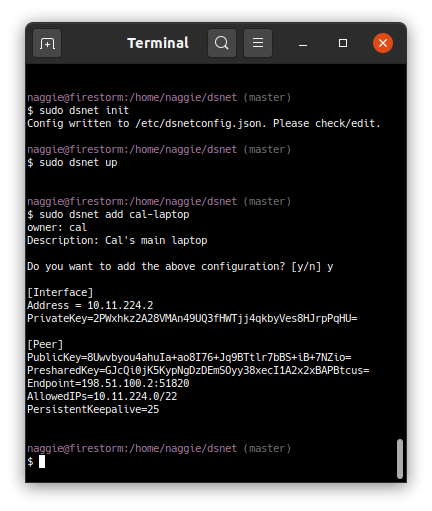 Terminal
naggie@firestorm:/home/naggie/dsnet (master)
$ sudo dsnet init
Config written to /etc/dsnetconfig.json. Please check/edit.
naggie@firestorm:/home/naggie/dsnet (master)
$ sudo dsnet up
naggie@firestorm:/home/naggie/dsnet (master)
$ sudo dsnet add cal-laptop
owner: cal
Description: Cal's main laptop
Do you want to add the above configuration? [y/n] y
[Interface]
Address = 10.11.224.2
PrivateKey=2PWxhkz2A28VMAn49UQ3fHWTjj4qkbyVes8HJrpPqHU=
[Peer]
PublicKey=8Uwvbyou4ahuIa+ao8I76+Jq9BTtlr7bBS+iB+7NZio=
PresharedKey=GJcQi0jK5KypNgDzDEmSOyy38xecI1A2x2xBAPBtcus=
Endpoint=198.51.100.2:51820
AllowedIPs=10.11.224.0/22
PersistentKeepalive=25
naggie@firestorm:/home/naggie/dsnet (master)
$